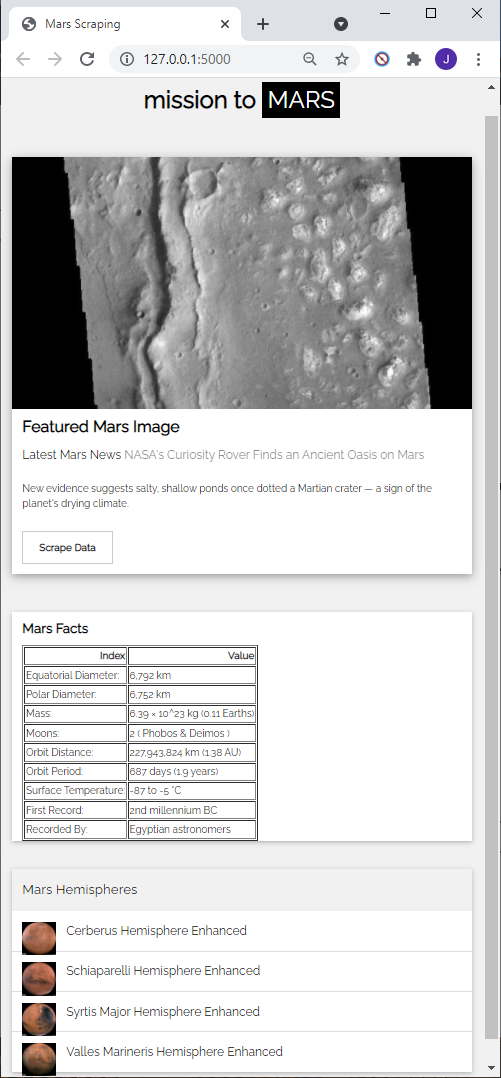 Mars Scraping
127.0.0.1:5000
J
mission to MARS
Featured Mars Image
Latest Mars News NASA's Curiosity Rover Finds an Ancient Oasis on Mars
New evidence suggests salty, shallow ponds once dotted a Martian crater — a sign of the
planet's drying climate.
Scrape Data
Mars Facts
Index Value
Equatorial Diameter: 6,792 km
Polar Diameter: 6,752 km
Mass: 6.39 × 10^23 kg (0.11 Earths)
Moons: 2 ( Phobos & Deimos )
Orbit Distance: 227,943,824 km (1.38 AU)
Orbit Period: 687 days (1.9 years)
Surface Temperature: -87 to -5 °C
First Record: 2nd millennium BC
Recorded By: Egyptian astronomers
Mars Hemispheres
Cerberus Hemisphere Enhanced
Schiaparelli Hemisphere Enhanced
Syrtis Major Hemisphere Enhanced
Valles Marineris Hemisphere Enhanced